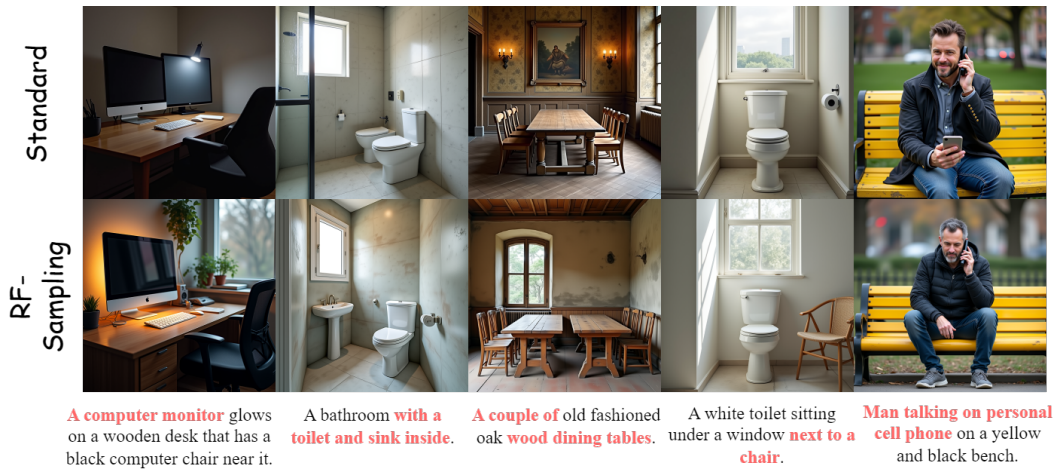 Standard
RF-
Sampling
A computer monitor glows
on a wooden desk that has a
black computer chair near it.
A bathroom with a
toilet and sink inside.
A couple of old fashioned
oak wood dining tables.
A white toilet sitting
under a window next to a
chair.
Man talking on personal
cell phone on a yellow
and black bench.